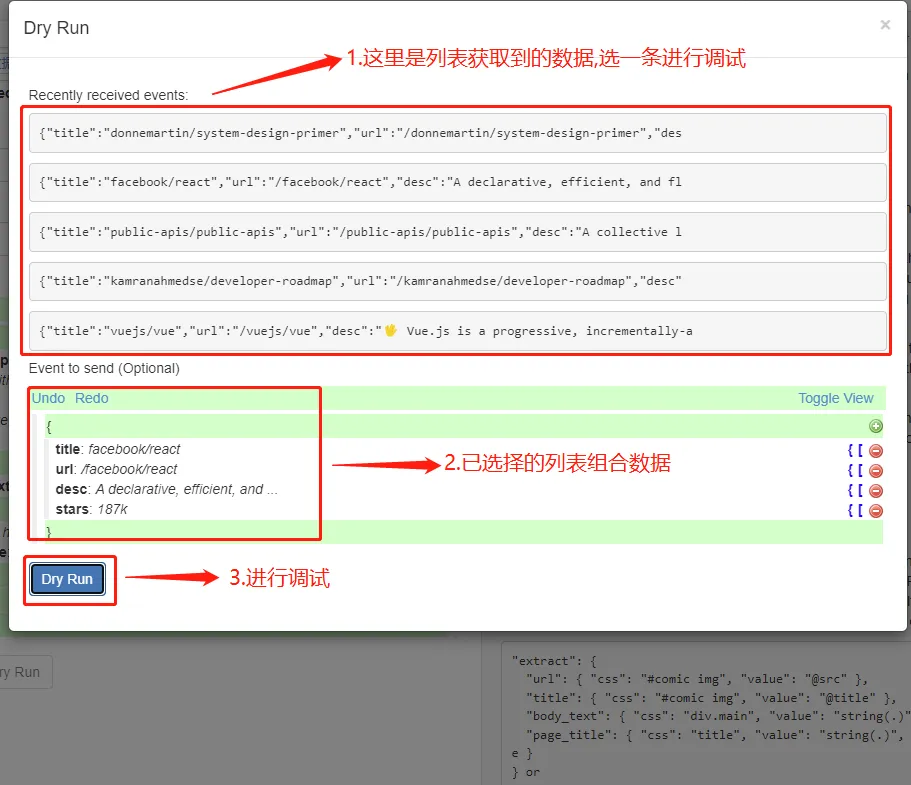 Dry Run
×
1.这里是列表获取到的数据,选一条进行调试
Recently received events:
{"title":"donnemartin/system-design-primer","url":"/donnemartin/system-design-primer","des
{"title":"facebook/react","url":"/facebook/react","desc":"A declarative, efficient, and fl
{"title":"public-apis/public-apis","url":"/public-apis/public-apis","desc":"A collective l
{"title":"kamranahmedse/developer-roadmap","url":"/kamranahmedse/developer-roadmap","desc"
{"title":"vuejs/vue","url":"/vuejs/vue","desc":"🖖 Vue.js is a progressive, incrementally-a
Event to send (Optional)
Undo Redo Toggle View
{
title: facebook/react { [
url: /facebook/react { [
desc: A declarative, efficient, and ... { [
stars: 187k { [
}
2.已选择的列表组合数据
Dry Run
3.进行调试
ry Run
"extract": {
"url": { "css": "#comic img", "value": "@src" },
"title": { "css": "#comic img", "value": "@title" },
"body_text": { "css": "div.main", "value": "string(.)"
"page_title": { "css": "title", "value": "string(.)",
e }
} or